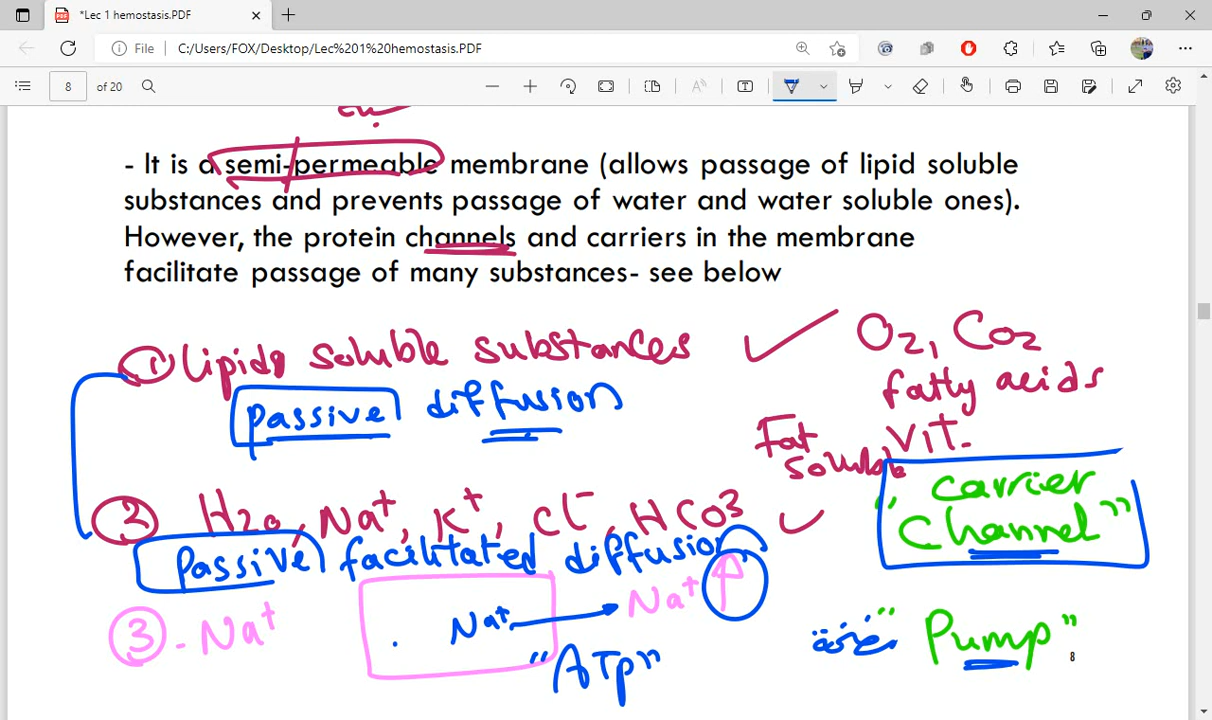 *Lec 1 hemostasis.PDF
File C:/Users/FOX/Desktop/Lec%201%20hemostasis.PDF
8 of 20
- It is a semi-permeable membrane (allows passage of lipid soluble
substances and prevents passage of water and water soluble ones).
However, the protein channels and carriers in the membrane
facilitate passage of many substances- see below
① lipids soluble substances ✓ O2, Co2
fatty acids
passive diffusion
Fat soluble Vit.
② H2o, Na+, K+, Cl-, HCo3 ✓
"Carrier
Channel"
Passive facilitated diffusion
③ - Na+
Na+ → Na+ ↑
"ATP"
Pump"
8